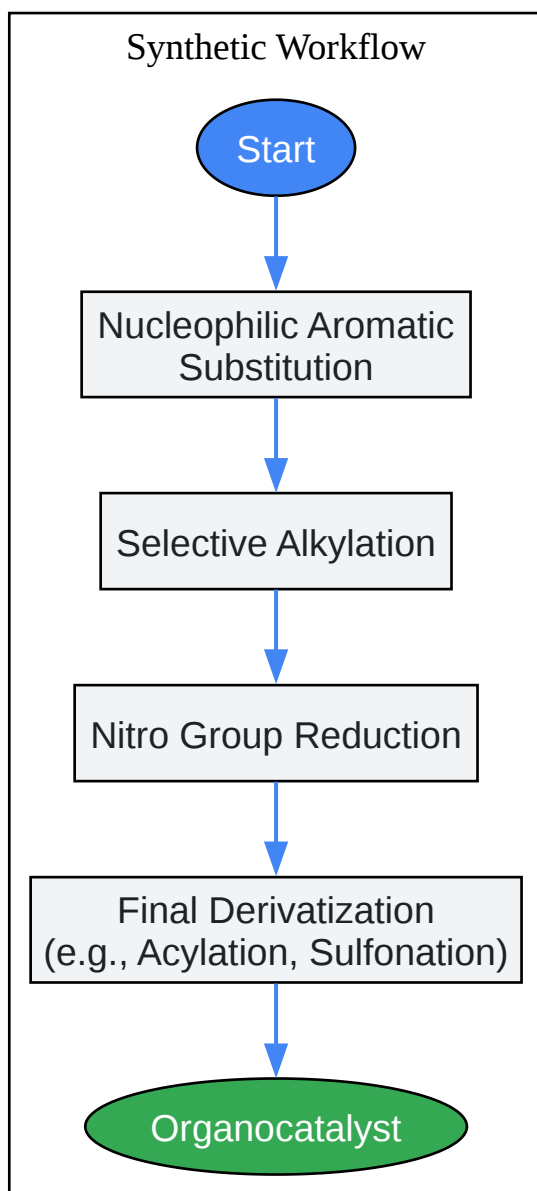 Synthetic Workflow
Start
Nucleophilic Aromatic
Substitution
Selective Alkylation
Nitro Group Reduction
Final Derivatization
(e.g., Acylation, Sulfonation)
Organocatalyst